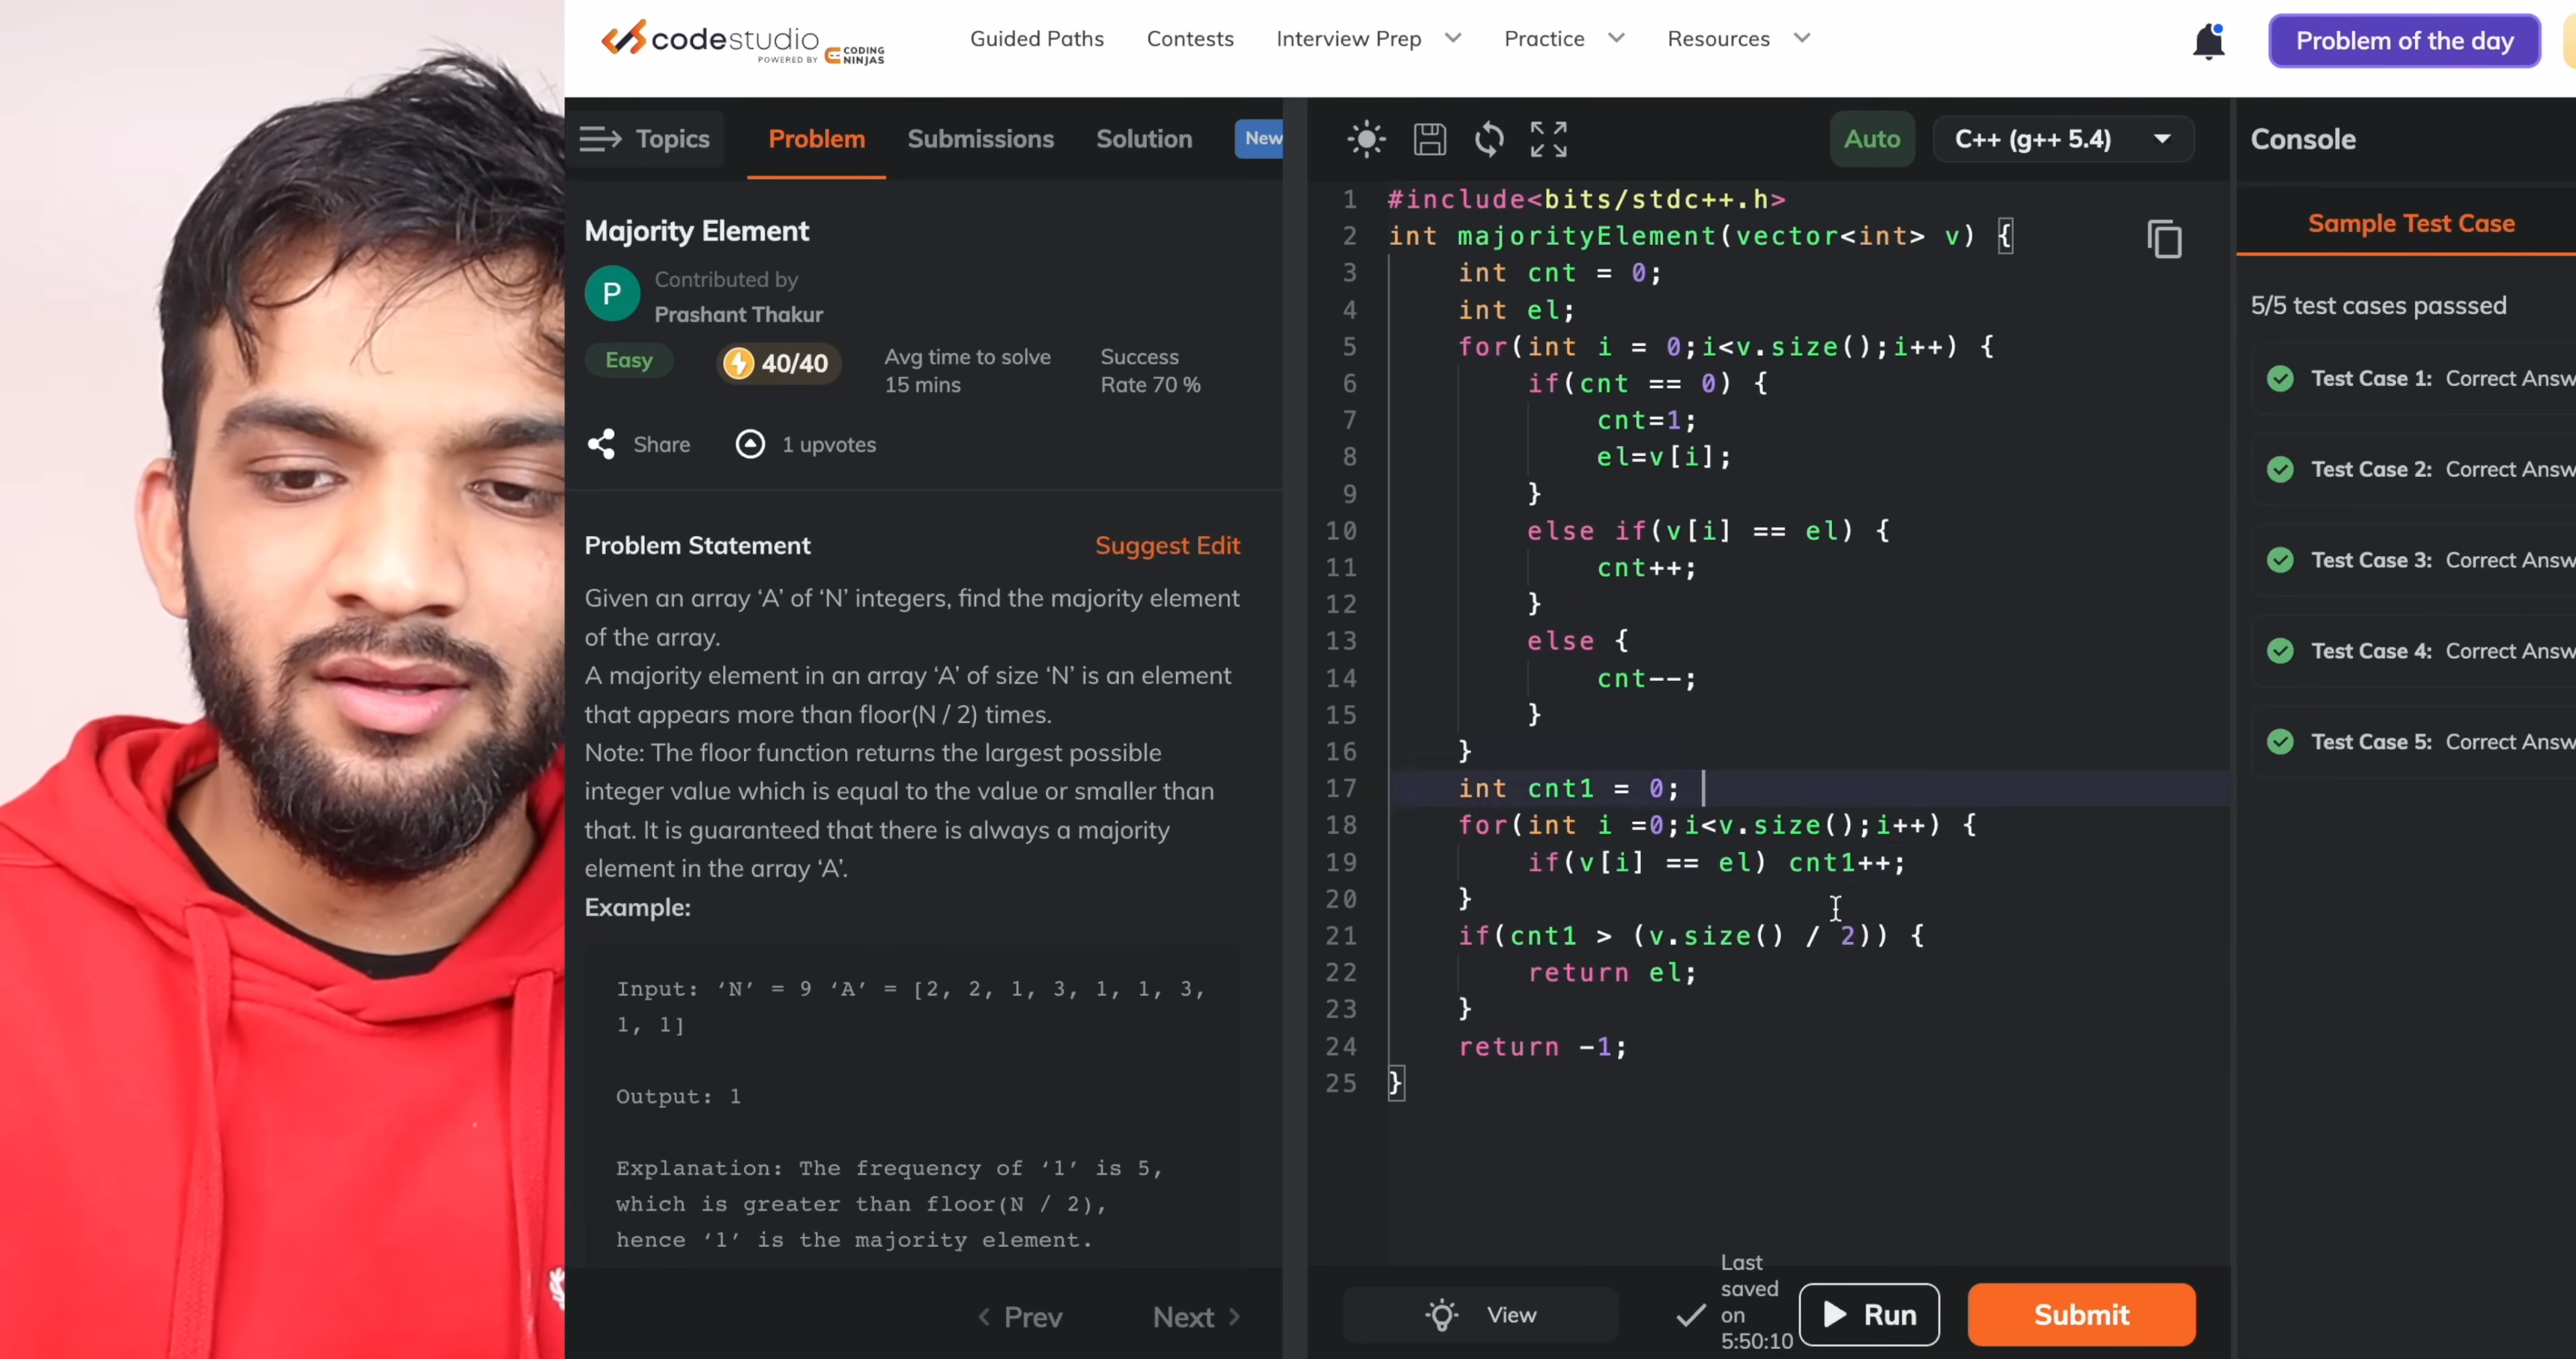 codestudio
POWERED BY CODING NINJAS
Guided Paths Contests Interview Prep Practice Resources
Problem of the day
Topics Problem Submissions Solution New
Majority Element
P
Contributed by
Prashant Thakur
Easy 40/40
Avg time to solve
15 mins
Success
Rate 70 %
Share 1 upvotes
Problem Statement Suggest Edit
Given an array ‘A’ of ‘N’ integers, find the majority element
of the array.
A majority element in an array ‘A’ of size ‘N’ is an element
that appears more than floor(N / 2) times.
Note: The floor function returns the largest possible
integer value which is equal to the value or smaller than
that. It is guaranteed that there is always a majority
element in the array ‘A’.
Example:
Input: ‘N’ = 9 ‘A’ = [2, 2, 1, 3, 1, 1, 3,
1, 1]
Output: 1
Explanation: The frequency of ‘1’ is 5,
which is greater than floor(N / 2),
hence ‘1’ is the majority element.
Prev Next
Auto C++ (g++ 5.4)
1 #include<bits/stdc++.h>
2 int majorityElement(vector<int> v) {
3 int cnt = 0;
4 int el;
5 for(int i = 0;i<v.size();i++) {
6 if(cnt == 0) {
7 cnt=1;
8 el=v[i];
9 }
10 else if(v[i] == el) {
11 cnt++;
12 }
13 else {
14 cnt--;
15 }
16 }
17 int cnt1 = 0;
18 for(int i =0;i<v.size();i++) {
19 if(v[i] == el) cnt1++;
20 }
21 if(cnt1 > (v.size() / 2)) {
22 return el;
23 }
24 return -1;
25 }
View
Last
saved
on
5:50:10
Run Submit
Console
Sample Test Case
5/5 test cases passsed
Test Case 1: Correct Answ
Test Case 2: Correct Answ
Test Case 3: Correct Answ
Test Case 4: Correct Answ
Test Case 5: Correct Answ